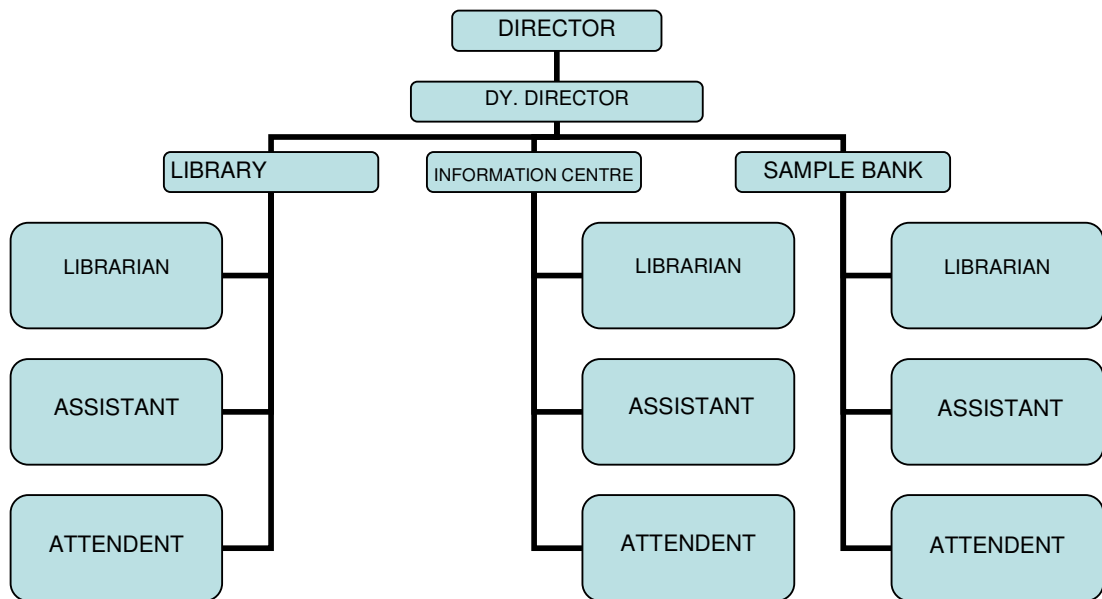 DIRECTOR
DY. DIRECTOR
LIBRARY
INFORMATION CENTRE
SAMPLE BANK
LIBRARIAN
LIBRARIAN
LIBRARIAN
ASSISTANT
ASSISTANT
ASSISTANT
ATTENDENT
ATTENDENT
ATTENDENT